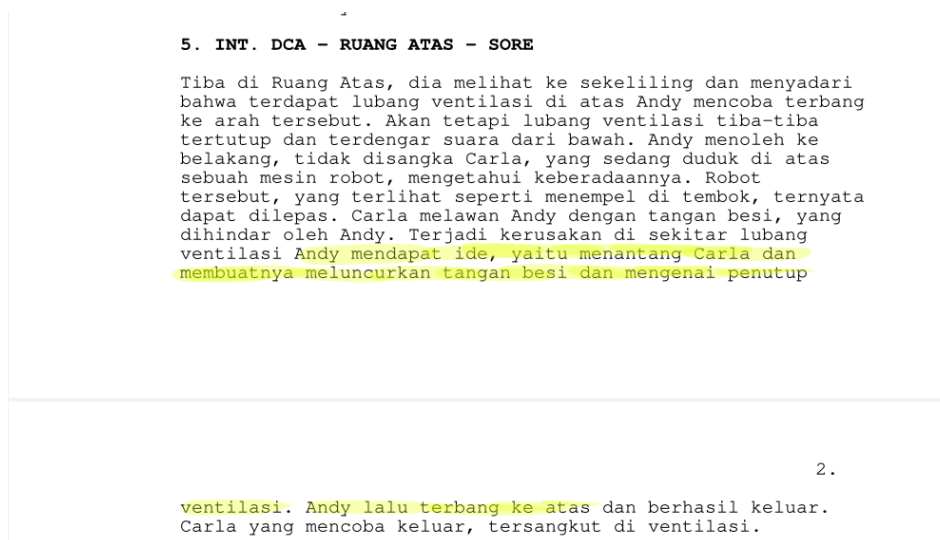 5. INT. DCA – RUANG ATAS – SORE
Tiba di Ruang Atas, dia melihat ke sekeliling dan menyadari
bahwa terdapat lubang ventilasi di atas Andy mencoba terbang
ke arah tersebut. Akan tetapi lubang ventilasi tiba-tiba
tertutup dan terdengar suara dari bawah. Andy menoleh ke
belakang, tidak disangka Carla, yang sedang duduk di atas
sebuah mesin robot, mengetahui keberadaannya. Robot
tersebut, yang terlihat seperti menempel di tembok, ternyata
dapat dilepas. Carla melawan Andy dengan tangan besi, yang
dihindar oleh Andy. Terjadi kerusakan di sekitar lubang
ventilasi Andy mendapat ide, yaitu menantang Carla dan
membuatnya meluncurkan tangan besi dan mengenai penutup
2.
ventilasi. Andy lalu terbang ke atas dan berhasil keluar.
Carla yang mencoba keluar, tersangkut di ventilasi.